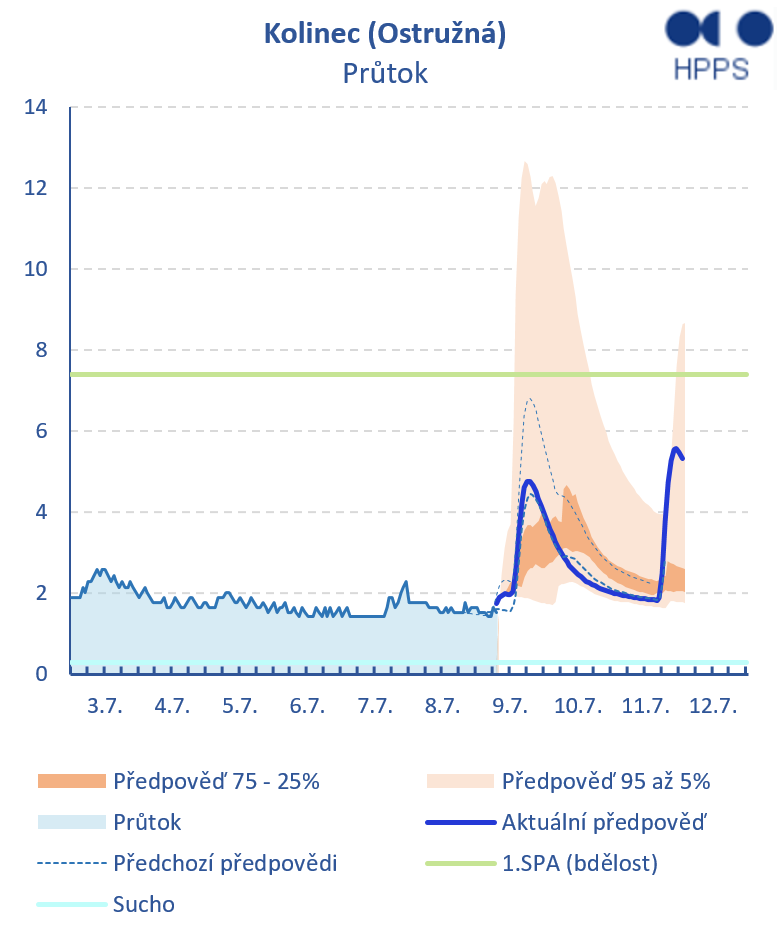 Kolinec (Ostružná)
Průtok
HPPS
14
12
10
8
6
4
2
0
3.7. 4.7. 5.7. 6.7. 7.7. 8.7. 9.7. 10.7. 11.7. 12.7.
Předpověď 75 - 25% Předpověď 95 až 5%
Průtok Aktuální předpověď
Předchozí předpovědi 1.SPA (bdělost)
Sucho